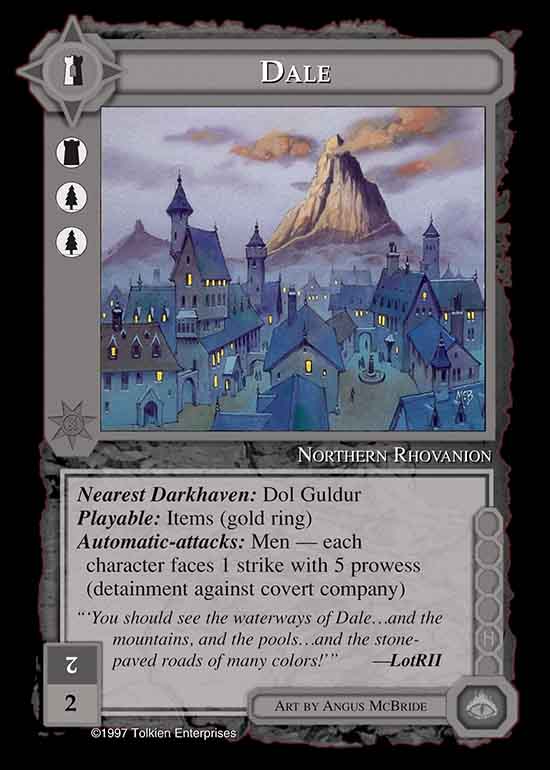 DALE
NORTHERN RHOVANION
Nearest Darkhaven: Dol Guldur
Playable: Items (gold ring)
Automatic-attacks: Men — each
character faces 1 strike with 5 prowess
(detainment against covert company)
“‘You should see the waterways of Dale…and the
mountains, and the pools…and the stone-
paved roads of many colors!’” —LotRII
2
2
ART BY ANGUS MCBRIDE
©1997 Tolkien Enterprises
McB
H